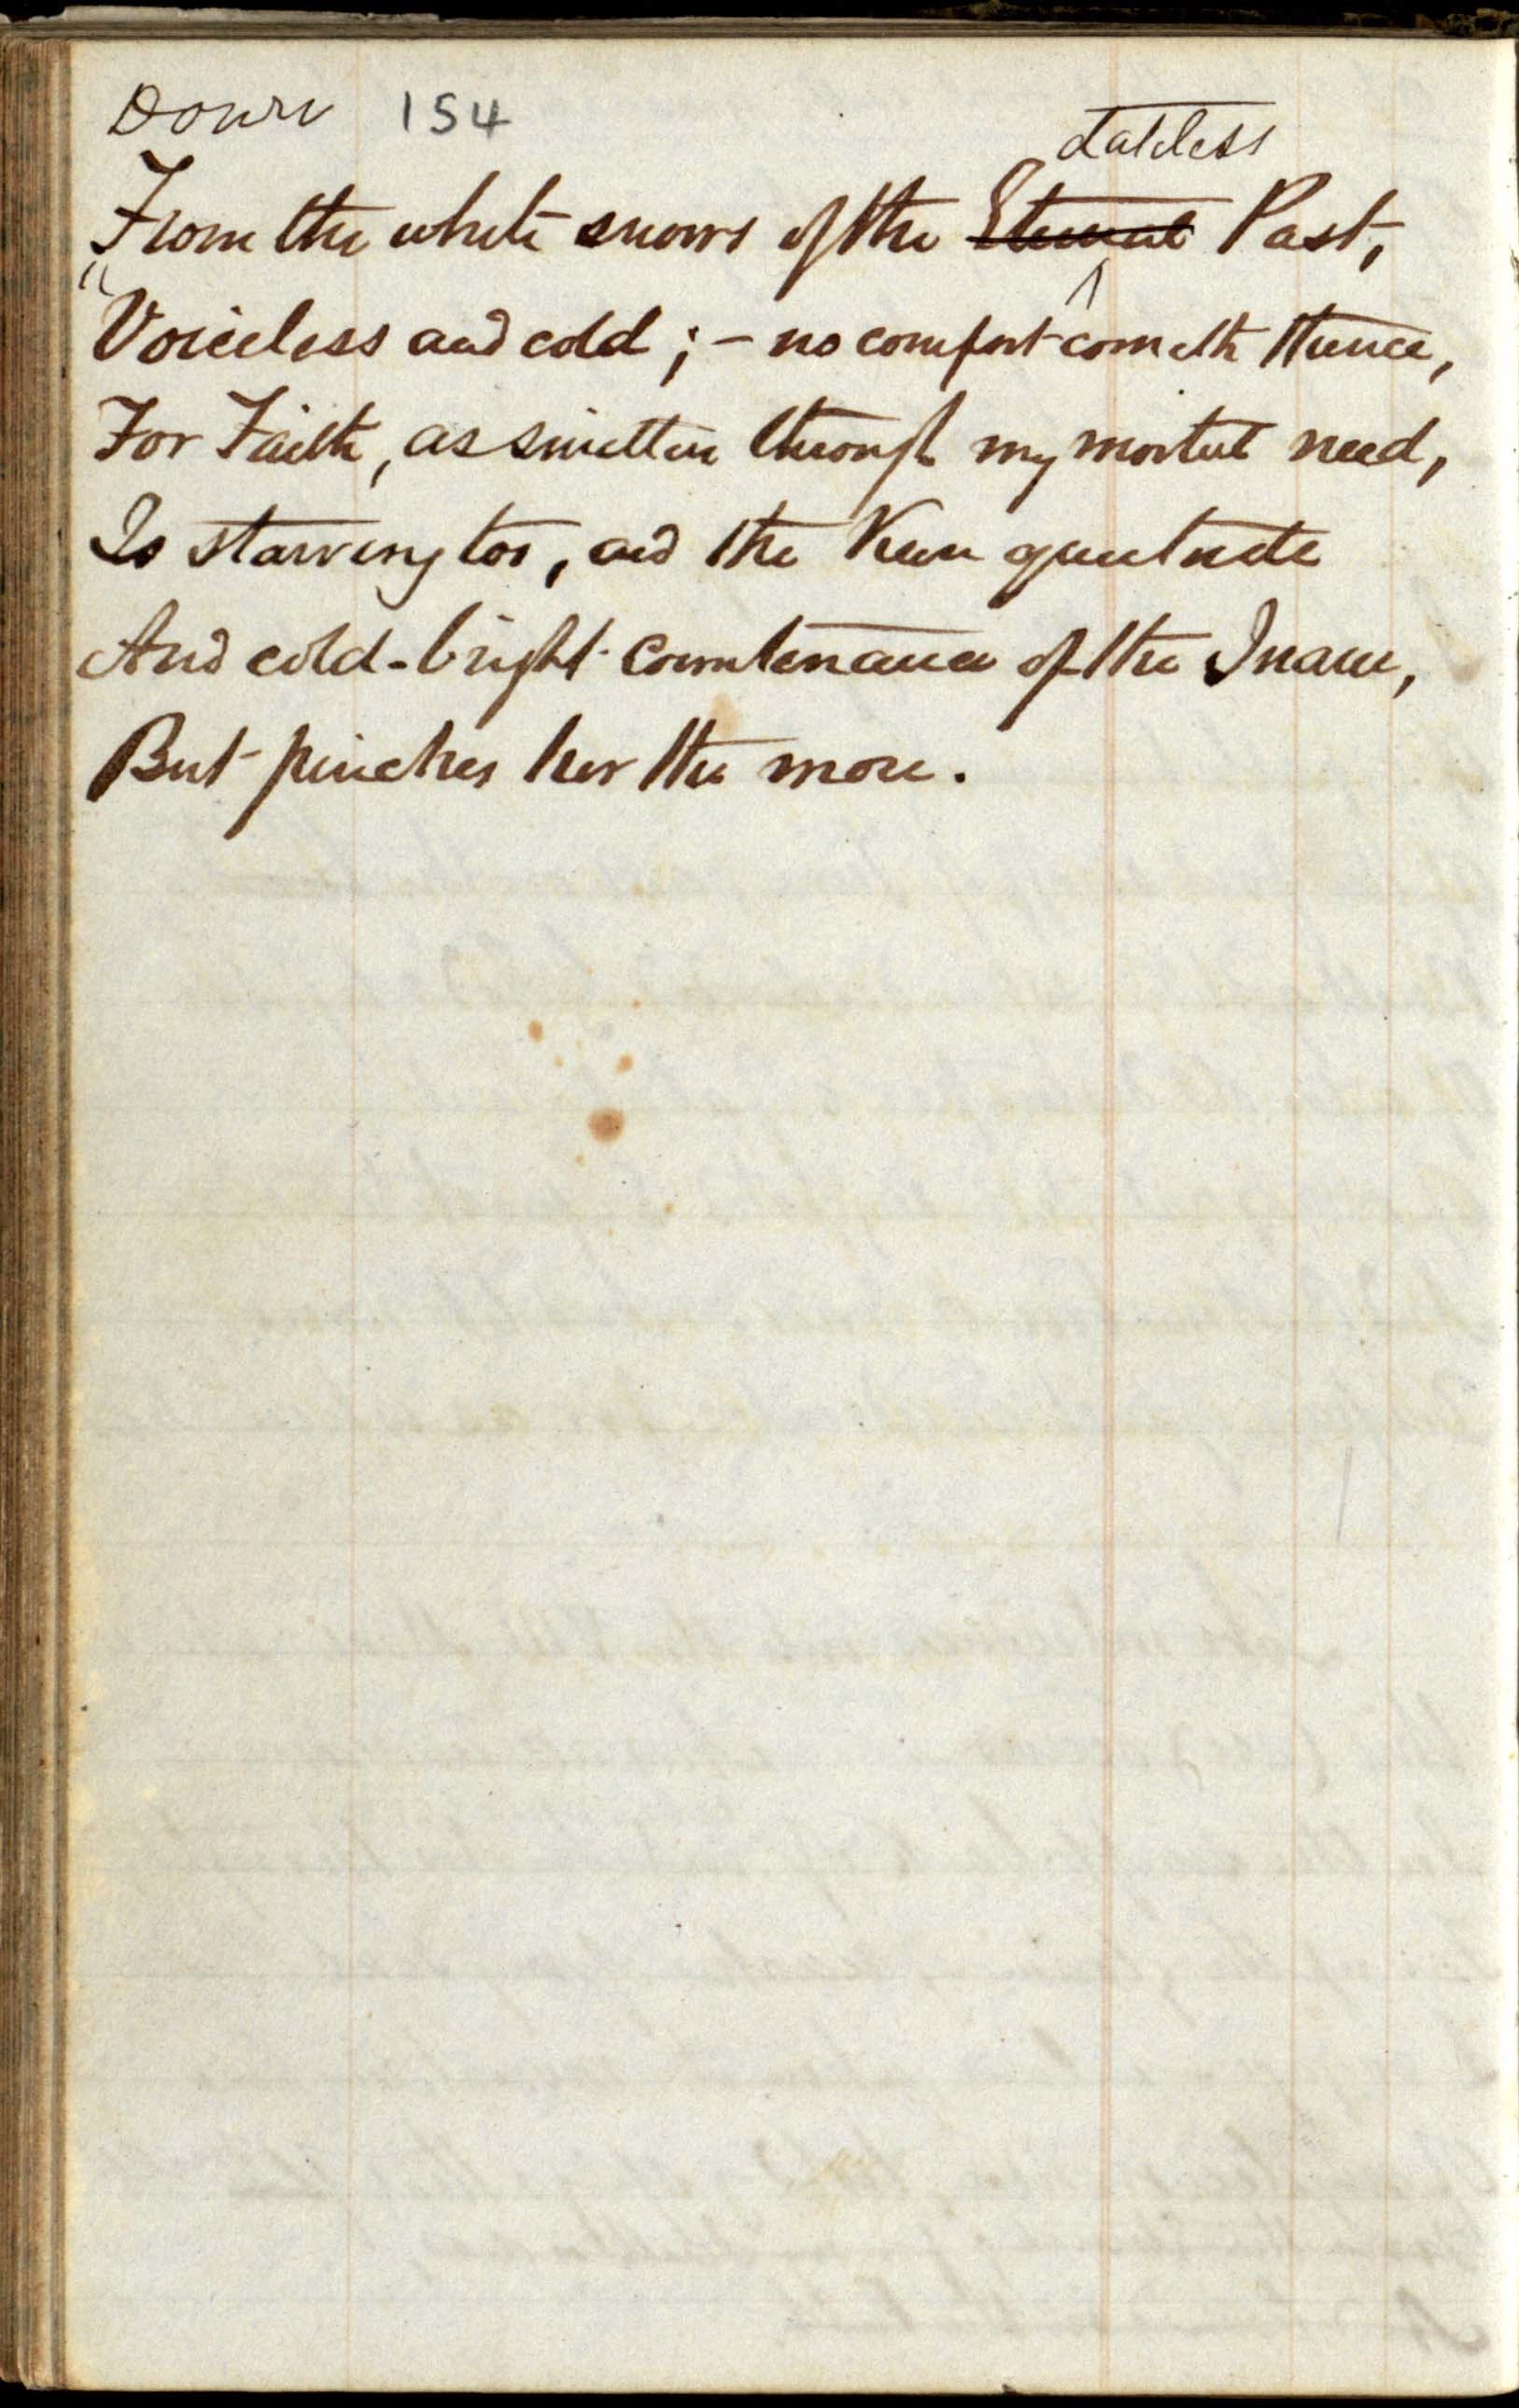 Down 154
dateless
From the white snows of the Eternal Past,
"Voiceless and cold; – no comfort cometh thence,
For Faith, as smitten through my mortal need,
Is starving too, and the Keen
And cold-bright countenance of the Inane,
But pinches her the more.